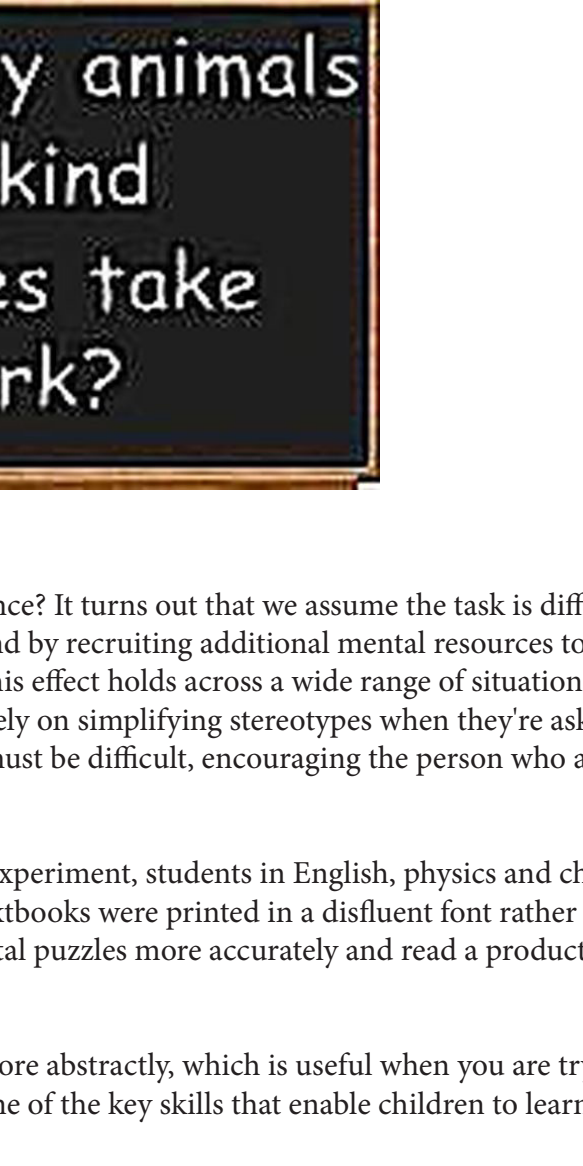 y animals
kind
es take
rk?
nce? It turns out that we assume the task is diff
nd by recruiting additional mental resources to
his effect holds across a wide range of situation
ely on simplifying stereotypes when they're ask
must be difficult, encouraging the person who a
xperiment, students in English, physics and ch
xtbooks were printed in a disfluent font rather
tal puzzles more accurately and read a product
ore abstractly, which is useful when you are try
ne of the key skills that enable children to learn